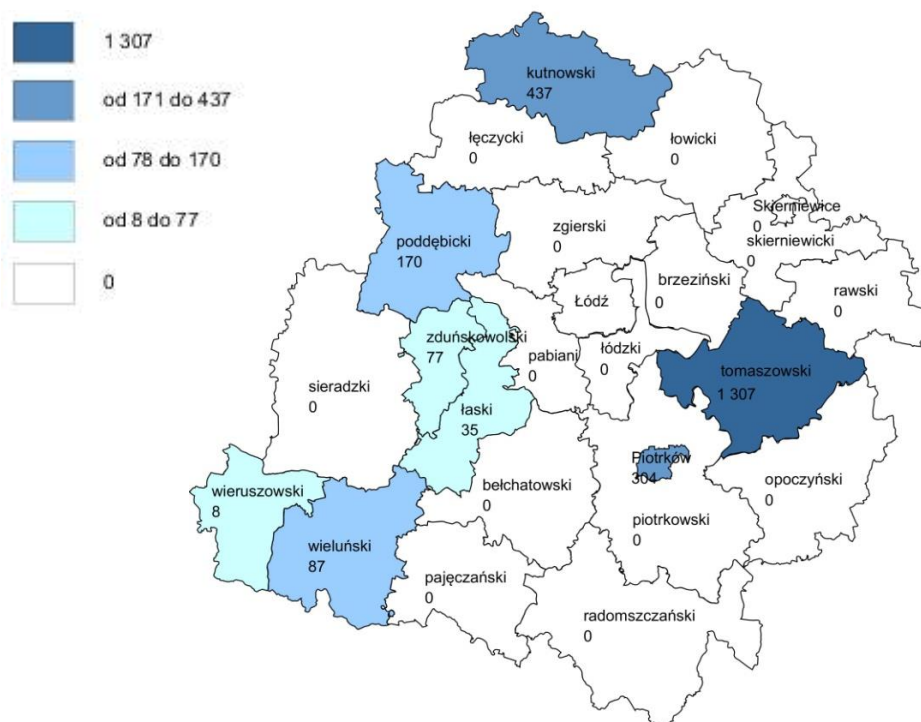 1 307
od 171 do 437
od 78 do 170
od 8 do 77
0
kutnowski
437
łęczycki
0
łowicki
0
poddębicki
170
zgierski
0
Skierniewice
0
skierniewicki
0
brzeziński
0
rawski
0
Łódź
zduńskowolski
77
pabiani
0
łódzki
0
tomaszowski
1 307
sieradzki
0
łaski
35
Piotrków
304
opoczyński
0
wieruszowski
8
bełchatowski
0
piotrkowski
0
wieluński
87
pajęczański
0
radomszczański
0